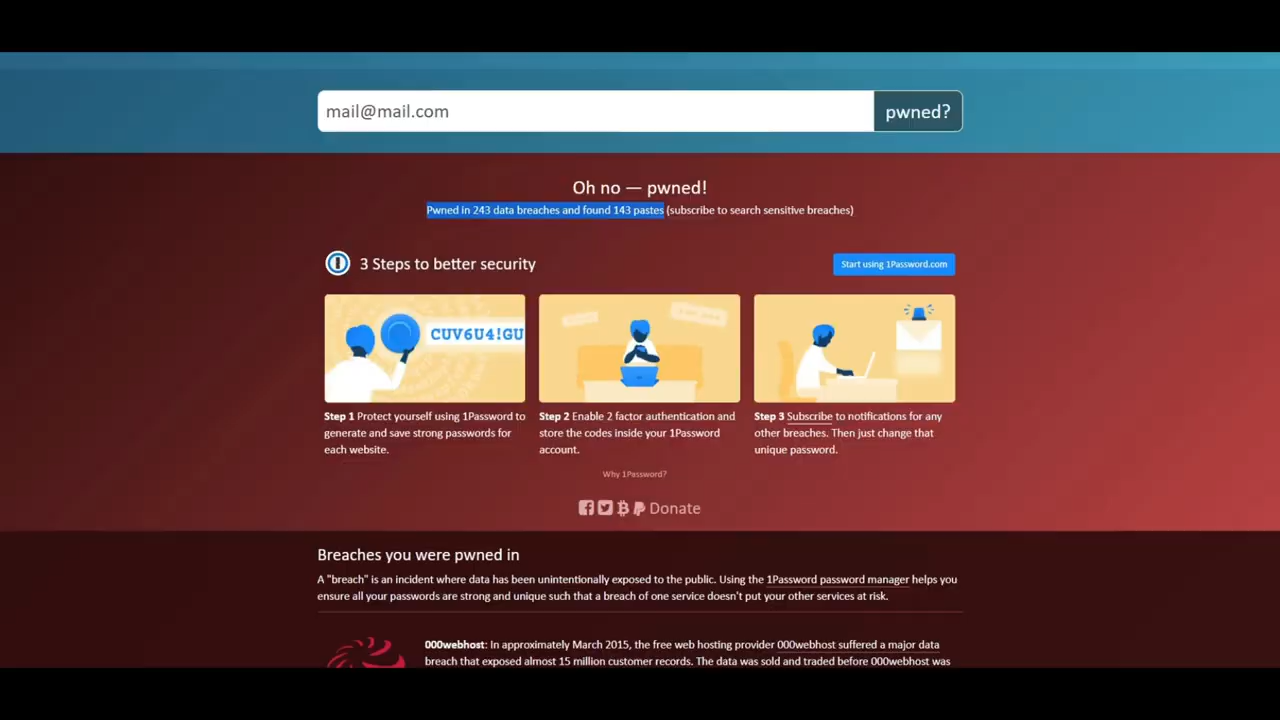 mail@mail.com
pwned?
Oh no — pwned!
Pwned in 243 data breaches and found 143 pastes (subscribe to search sensitive breaches)
3 Steps to better security
Start using 1Password.com
CUV6U4!GU
Step 1 Protect yourself using 1Password to
generate and save strong passwords for
each website.
Step 2 Enable 2 factor authentication and
store the codes inside your 1Password
account.
Step 3 Subscribe to notifications for any
other breaches. Then just change that
unique password.
Why 1Password?
Donate
Breaches you were pwned in
A "breach" is an incident where data has been unintentionally exposed to the public. Using the 1Password password manager helps you
ensure all your passwords are strong and unique such that a breach of one service doesn't put your other services at risk.
000webhost: In approximately March 2015, the free web hosting provider 000webhost suffered a major data
breach that exposed almost 15 million customer records. The data was sold and traded before 000webhost was